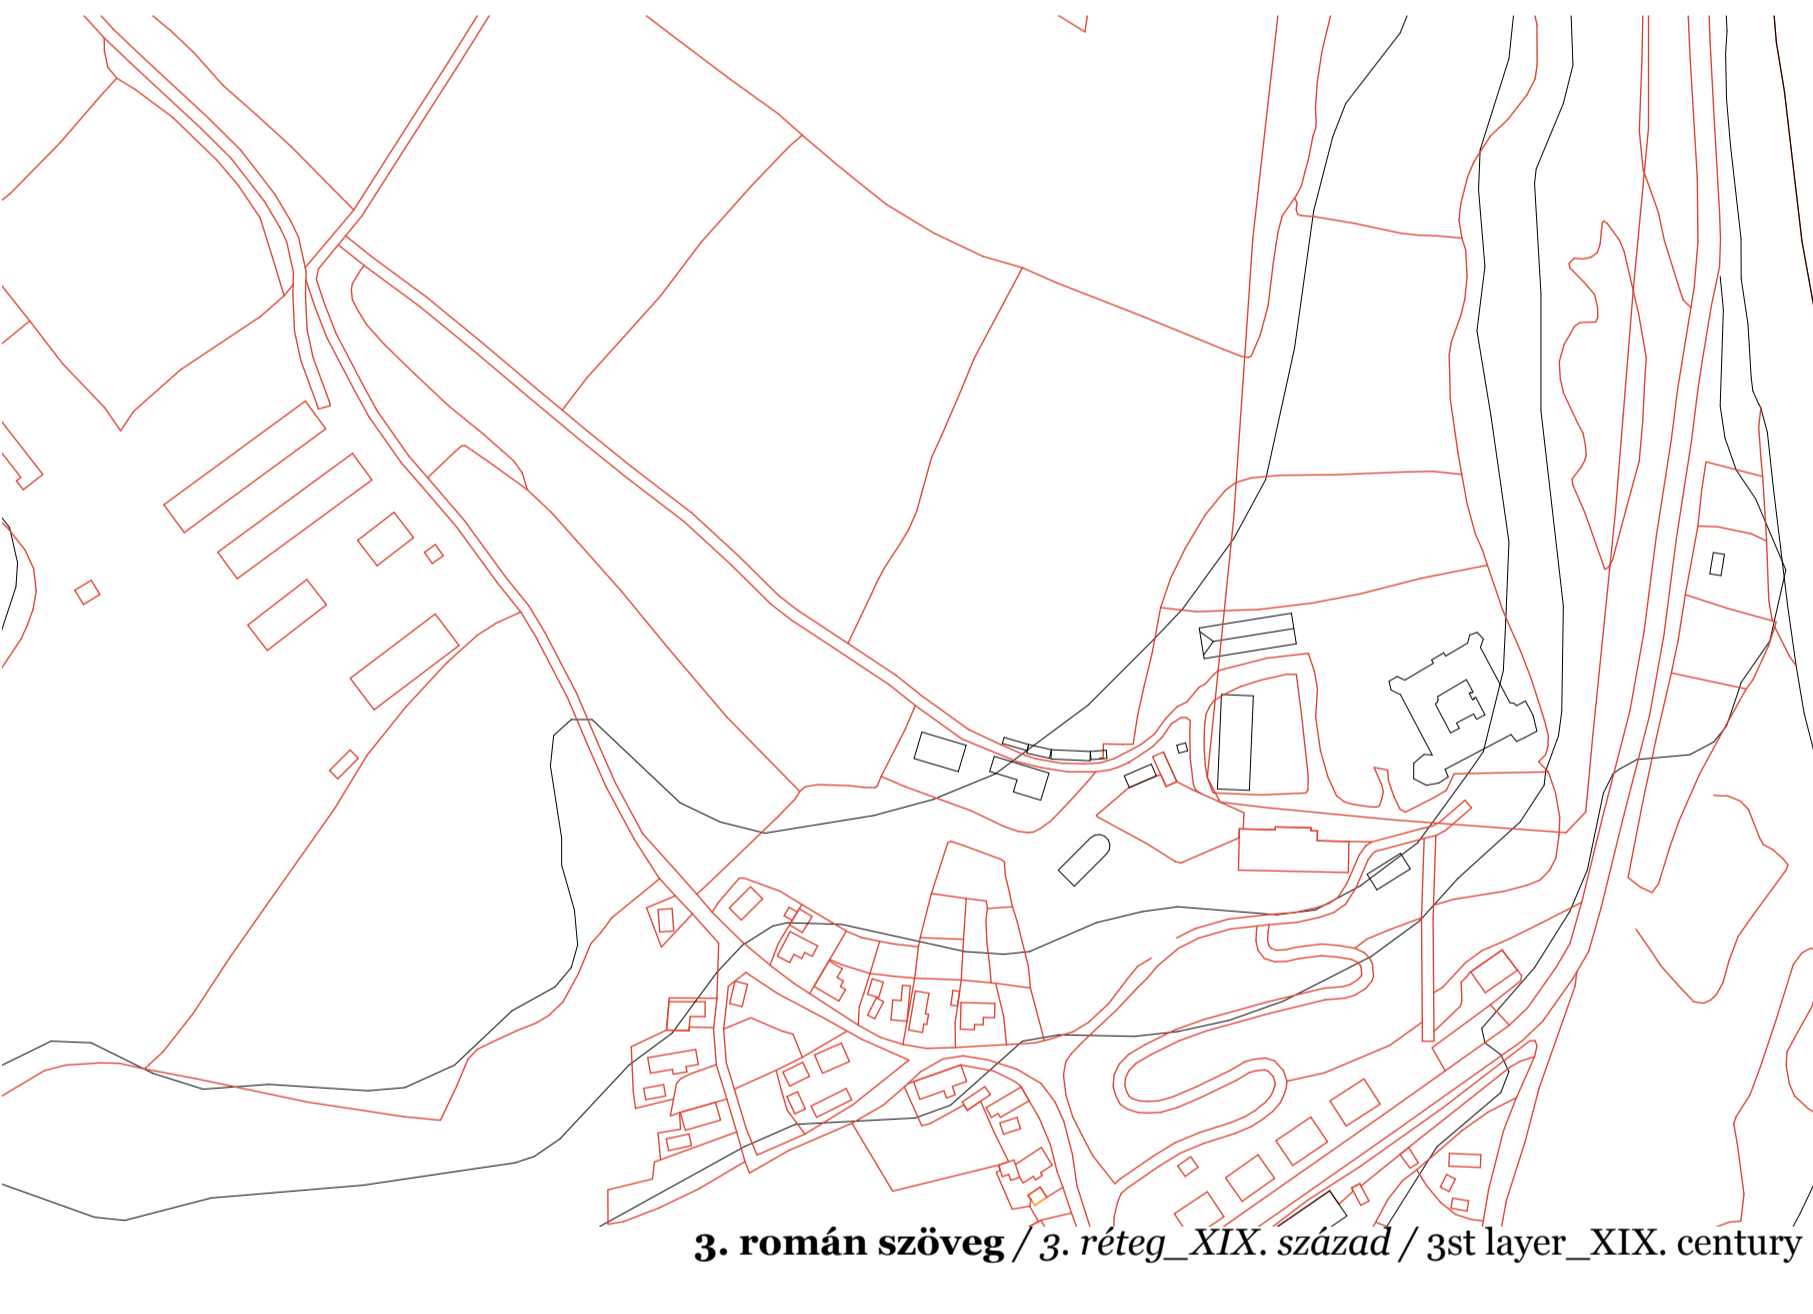 3. román szöveg / 3. réteg_XIX. század / 3st layer_XIX. century